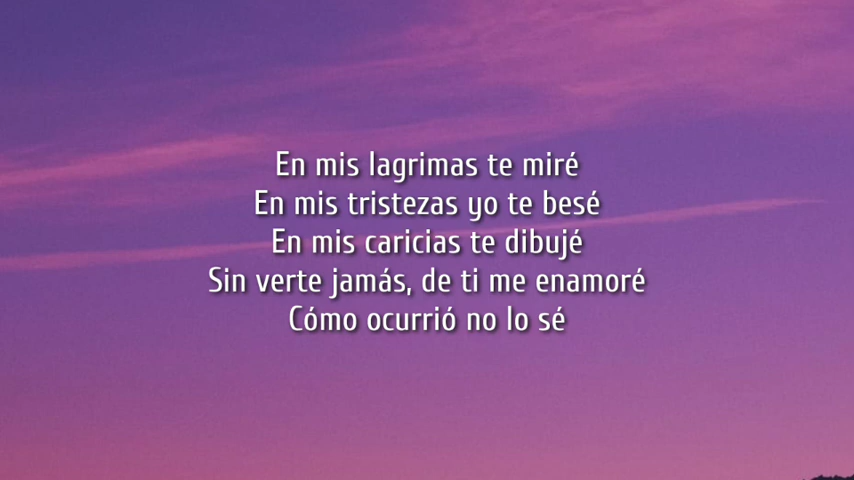 En mis lagrimas te miré
En mis tristezas yo te besé
En mis caricias te dibujé
Sin verte jamás, de ti me enamoré
Cómo ocurrió no lo sé